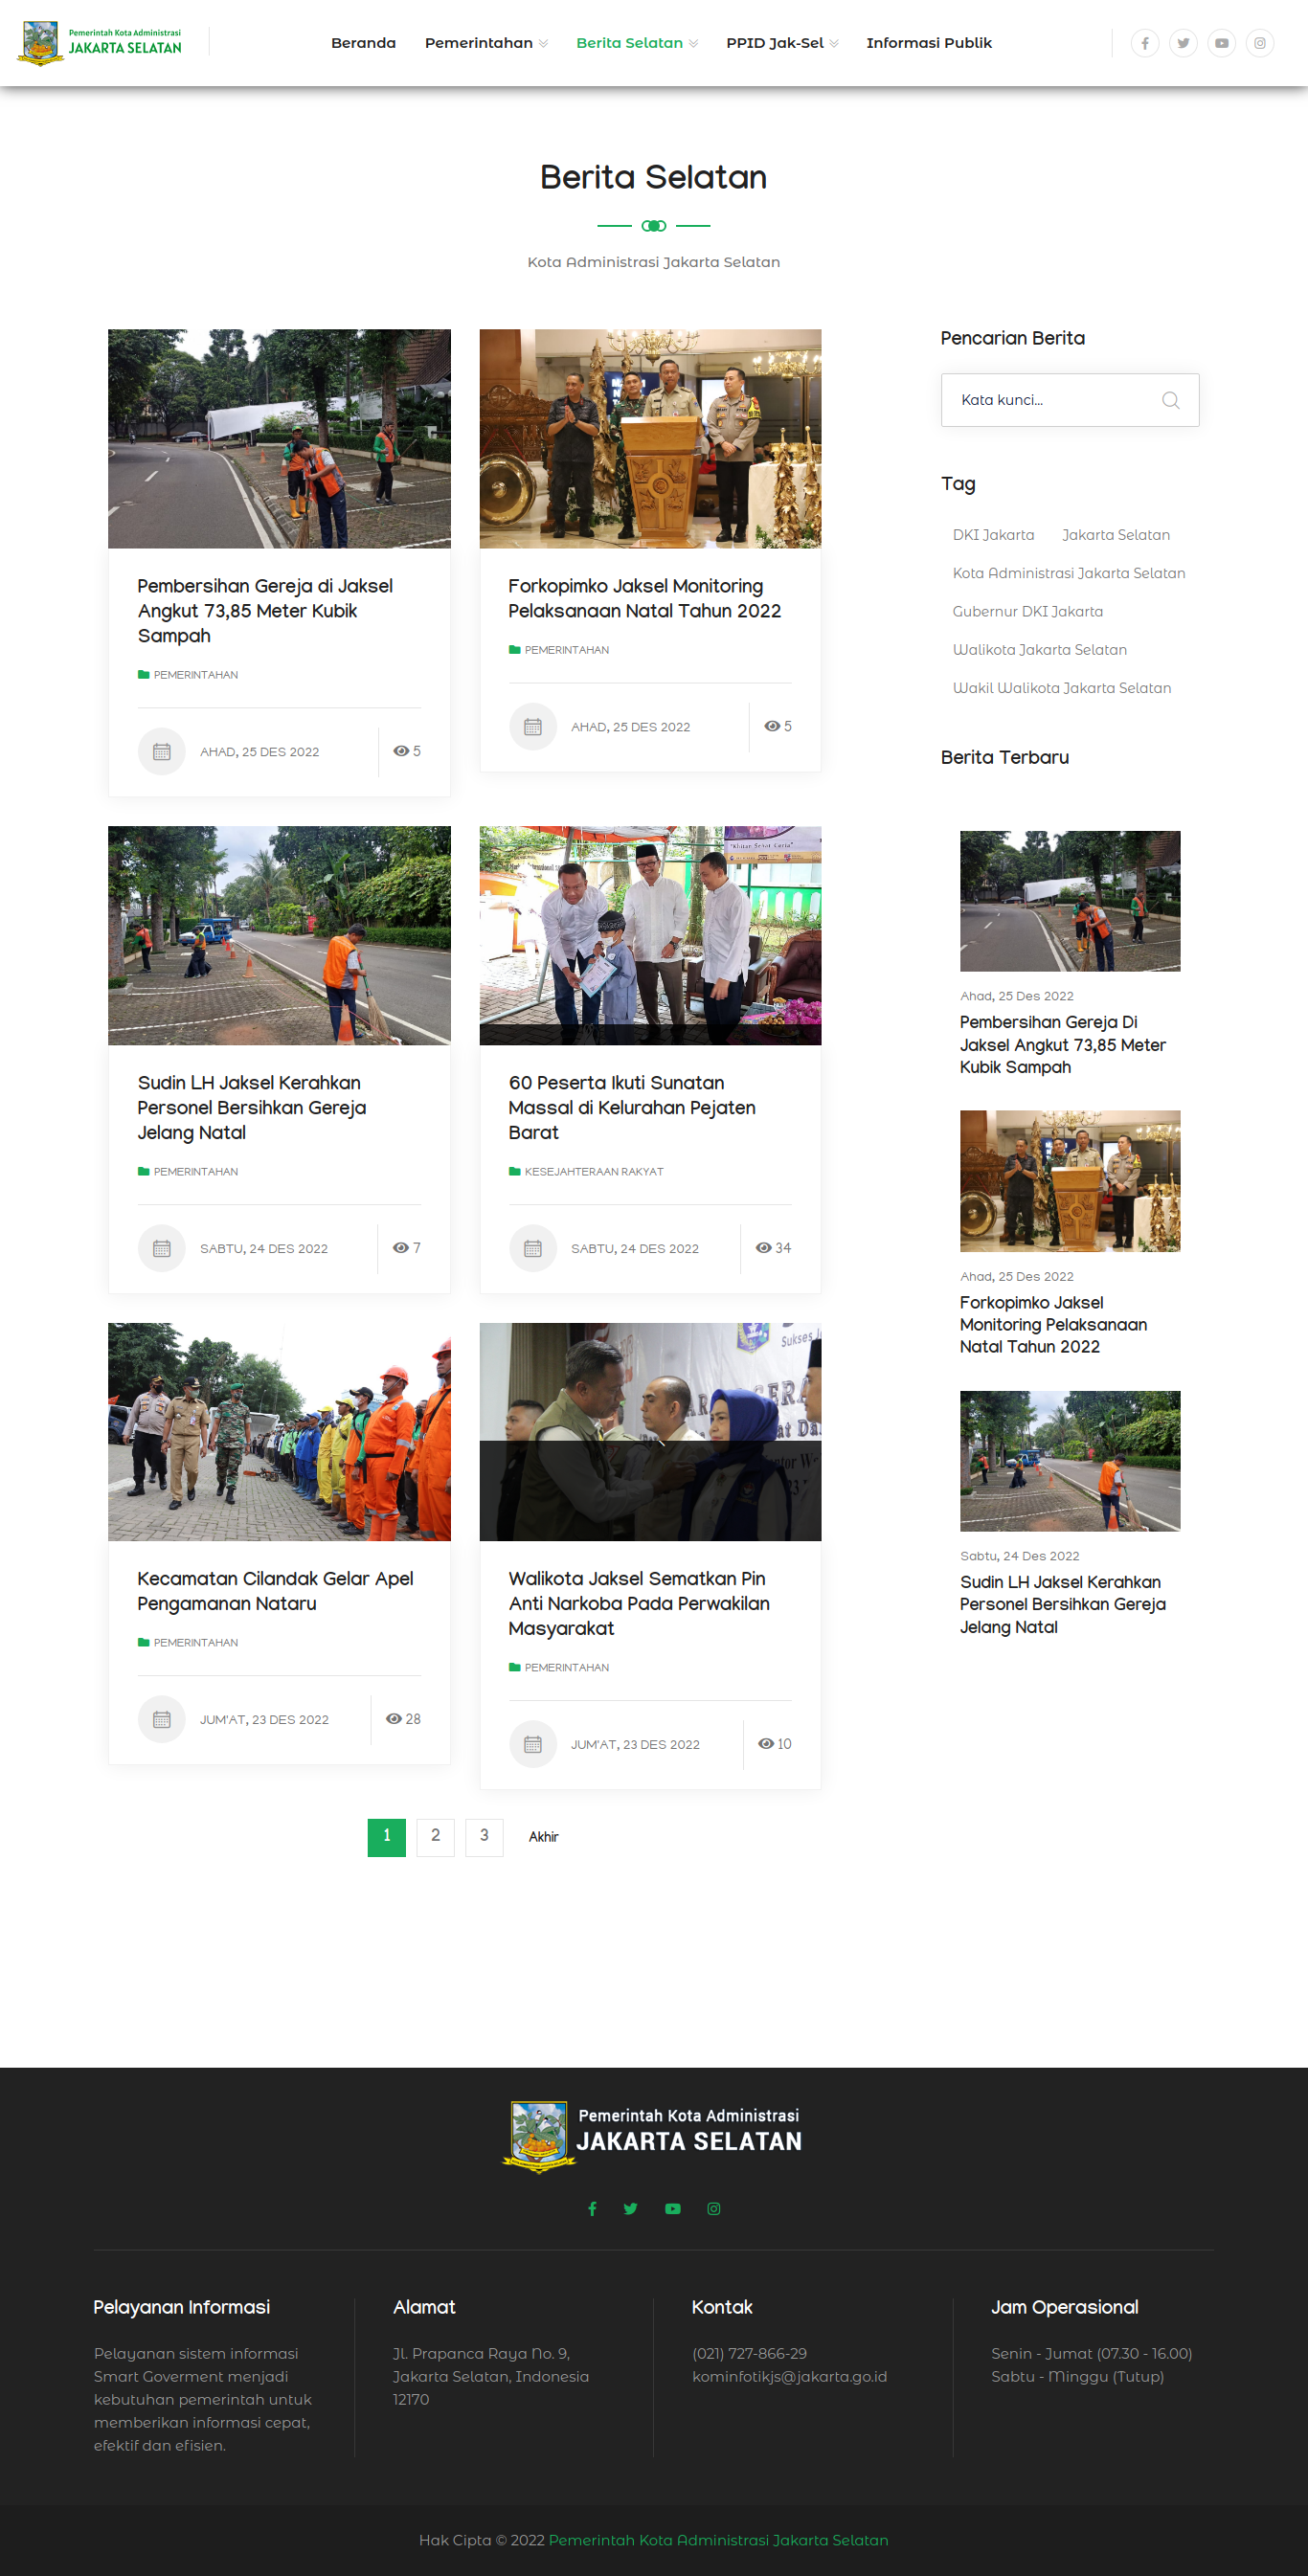 Pemerintah Kota Administrasi
JAKARTA SELATAN
Beranda
Pemerintahan
Berita Selatan
PPID Jak-Sel
Informasi Publik
Berita Selatan
Kota Administrasi Jakarta Selatan
Pembersihan Gereja di Jaksel
Angkut 73,85 Meter Kubik
Sampah
PEMERINTAHAN
AHAD, 25 DES 2022
5
Forkopimko Jaksel Monitoring
Pelaksanaan Natal Tahun 2022
PEMERINTAHAN
AHAD, 25 DES 2022
5
Sudin LH Jaksel Kerahkan
Personel Bersihkan Gereja
Jelang Natal
PEMERINTAHAN
SABTU, 24 DES 2022
7
60 Peserta Ikuti Sunatan
Massal di Kelurahan Pejaten
Barat
KESEJAHTERAAN RAKYAT
SABTU, 24 DES 2022
34
Kecamatan Cilandak Gelar Apel
Pengamanan Nataru
PEMERINTAHAN
JUM'AT, 23 DES 2022
28
Sukses J
Walikota Jaksel Sematkan Pin
Anti Narkoba Pada Perwakilan
Masyarakat
PEMERINTAHAN
JUM'AT, 23 DES 2022
10
1
2
3
Akhir
Pencarian Berita
Kata kunci...
Tag
DKI Jakarta
Jakarta Selatan
Kota Administrasi Jakarta Selatan
Gubernur DKI Jakarta
Walikota Jakarta Selatan
Wakil Walikota Jakarta Selatan
Berita Terbaru
Ahad, 25 Des 2022
Pembersihan Gereja Di
Jaksel Angkut 73,85 Meter
Kubik Sampah
Ahad, 25 Des 2022
Forkopimko Jaksel
Monitoring Pelaksanaan
Natal Tahun 2022
Sabtu, 24 Des 2022
Sudin LH Jaksel Kerahkan
Personel Bersihkan Gereja
Jelang Natal
Pemerintah Kota Administrasi
JAKARTA SELATAN
Pelayanan Informasi
Pelayanan sistem informasi
Smart Goverment menjadi
kebutuhan pemerintah untuk
memberikan informasi cepat,
efektif dan efisien.
Alamat
Jl. Prapanca Raya No. 9,
Jakarta Selatan, Indonesia
12170
Kontak
(021) 727-866-29
kominfotikjs@jakarta.go.id
Jam Operasional
Senin - Jumat (07.30 - 16.00)
Sabtu - Minggu (Tutup)
Hak Cipta © 2022 Pemerintah Kota Administrasi Jakarta Selatan